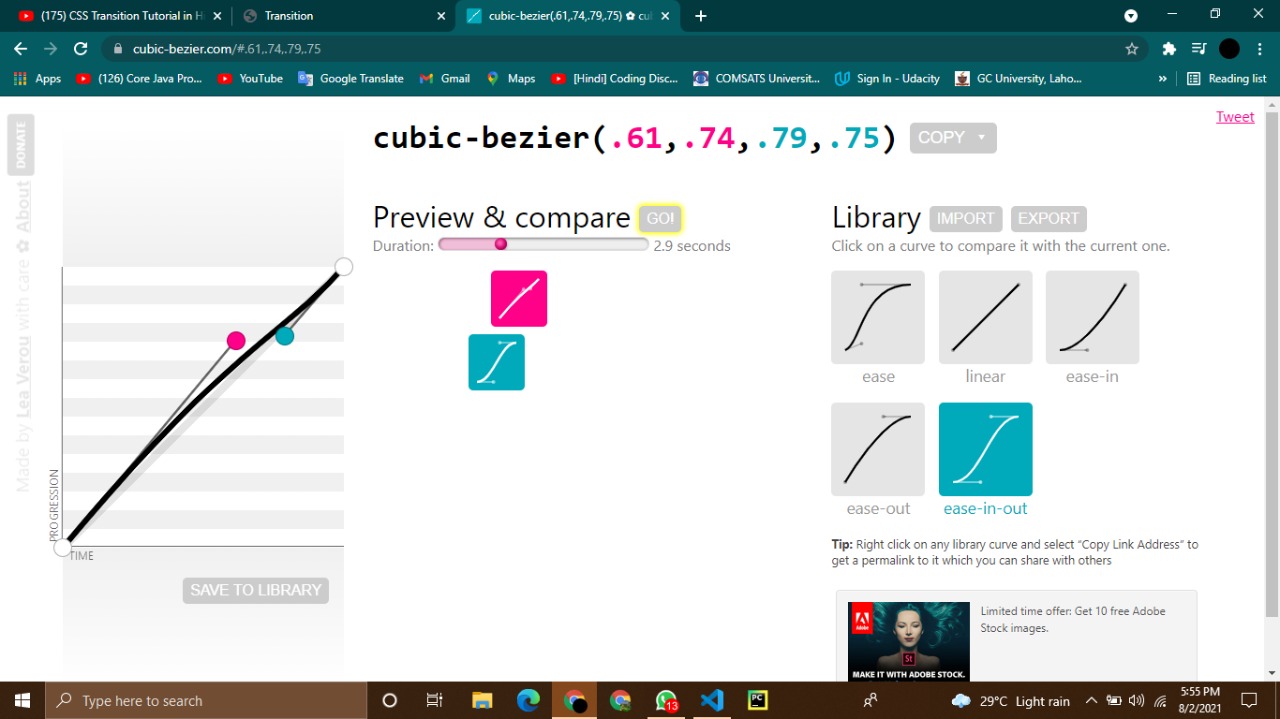 (175) CSS Transition Tutorial in Hi
Transition
cubic-bezier(.61,.74,.79,.75) ✿ cub
cubic-bezier.com/#.61,.74,.79,.75
Apps
(126) Core Java Pro...
YouTube
Google Translate
Gmail
Maps
[Hindi] Coding Disc...
COMSATS Universit...
Sign In - Udacity
GC University, Laho...
»
Reading list
DONATE
Made by Lea Verou with care ✿ About
cubic-bezier(.61,.74,.79,.75)
COPY
Tweet
Preview & compare GO!
Duration: 2.9 seconds
PROGRESSION
TIME
SAVE TO LIBRARY
Library IMPORT EXPORT
Click on a curve to compare it with the current one.
ease
linear
ease-in
ease-out
ease-in-out
Tip: Right click on any library curve and select “Copy Link Address” to
get a permalink to it which you can share with others
Adobe
St
MAKE IT WITH ADOBE STOCK.
Limited time offer: Get 10 free Adobe
Stock images.
Type here to search
13
PC
29°C Light rain
5:55 PM
8/2/2021